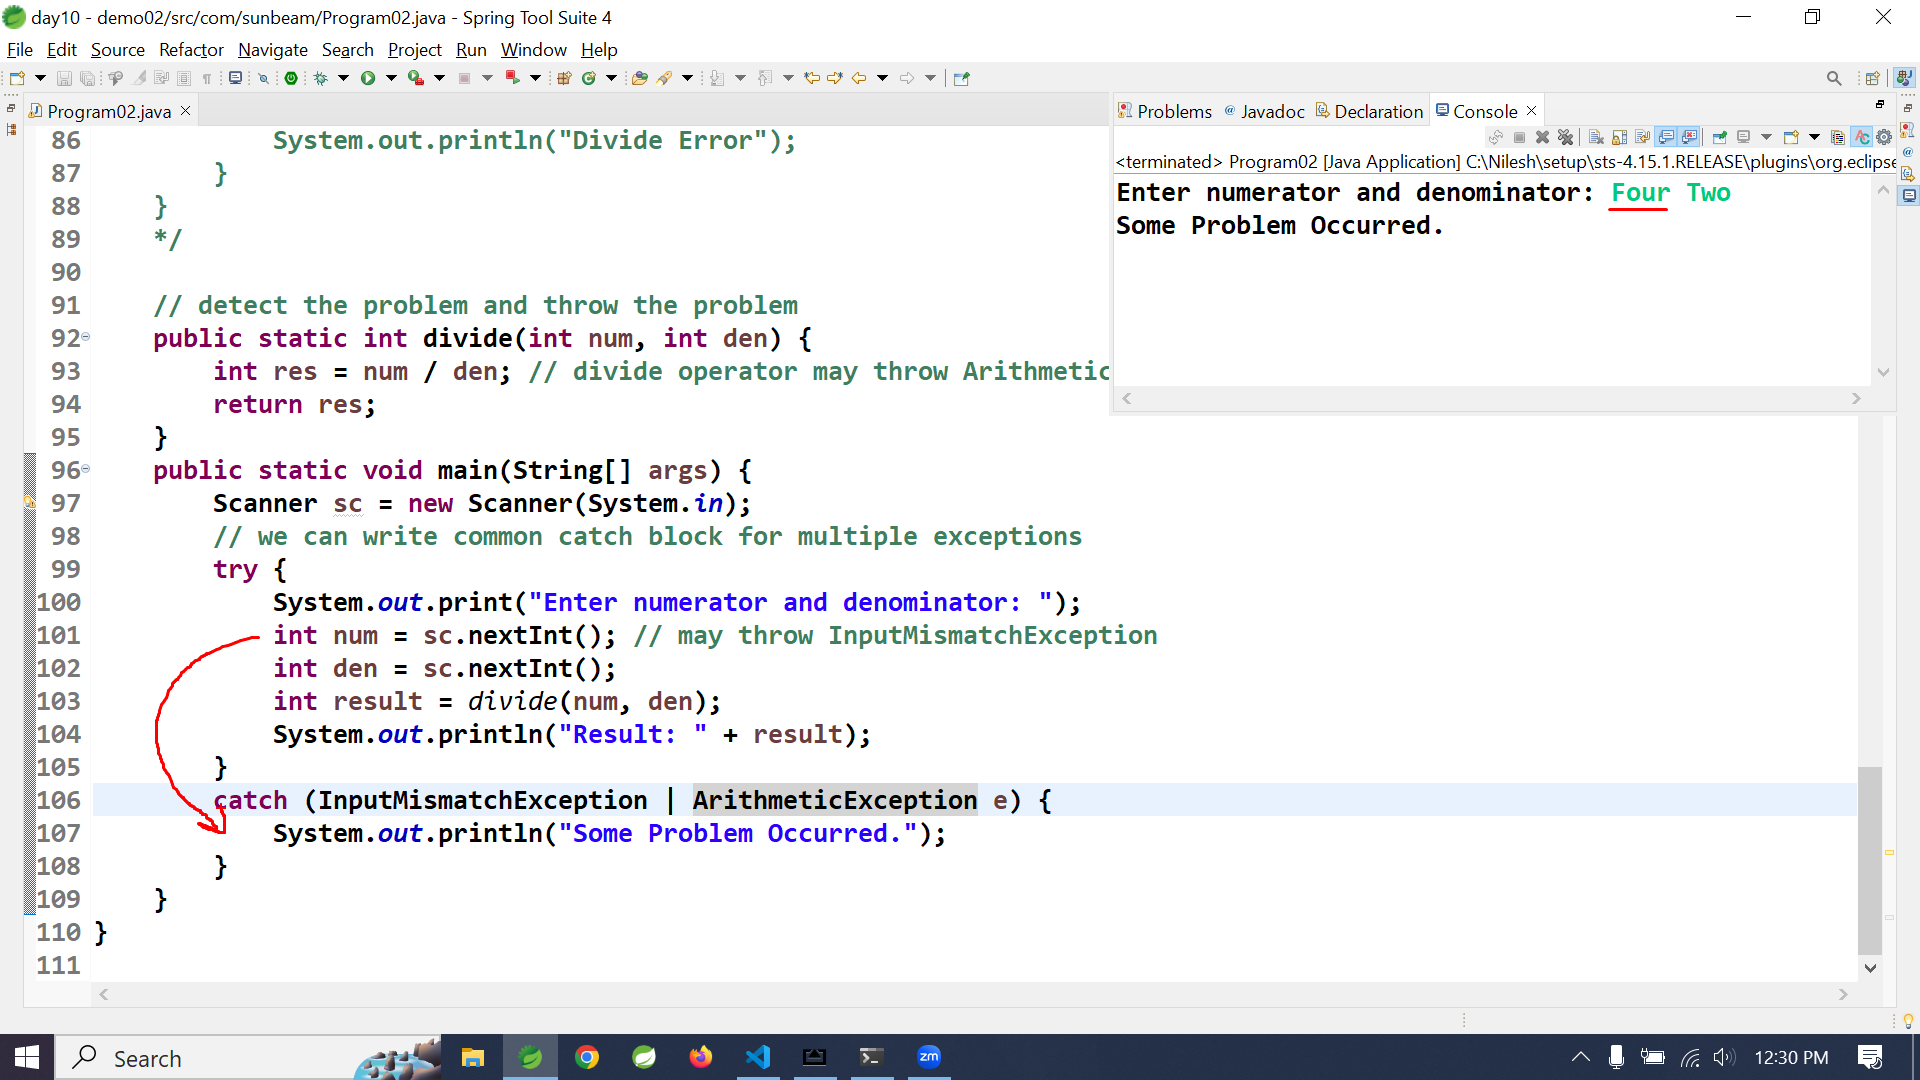 day10 - demo02/src/com/sunbeam/Program02.java - Spring Tool Suite 4
File Edit Source Refactor Navigate Search Project Run Window Help
Program02.java
86 System.out.println("Divide Error");
87 }
88 }
89 */
90
91 // detect the problem and throw the problem
92 public static int divide(int num, int den) {
93 int res = num / den; // divide operator may throw Arithmetic
94 return res;
95 }
96 public static void main(String[] args) {
97 Scanner sc = new Scanner(System.in);
98 // we can write common catch block for multiple exceptions
99 try {
100 System.out.print("Enter numerator and denominator: ");
101 int num = sc.nextInt(); // may throw InputMismatchException
102 int den = sc.nextInt();
103 int result = divide(num, den);
104 System.out.println("Result: " + result);
105 }
106 catch (InputMismatchException | ArithmeticException e) {
107 System.out.println("Some Problem Occurred.");
108 }
109 }
110 }
111
Problems Javadoc Declaration Console
<terminated> Program02 [Java Application] C:\Nilesh\setup\sts-4.15.1.RELEASE\plugins\org.eclipse
Enter numerator and denominator: Four Two
Some Problem Occurred.
Search
zm
12:30 PM